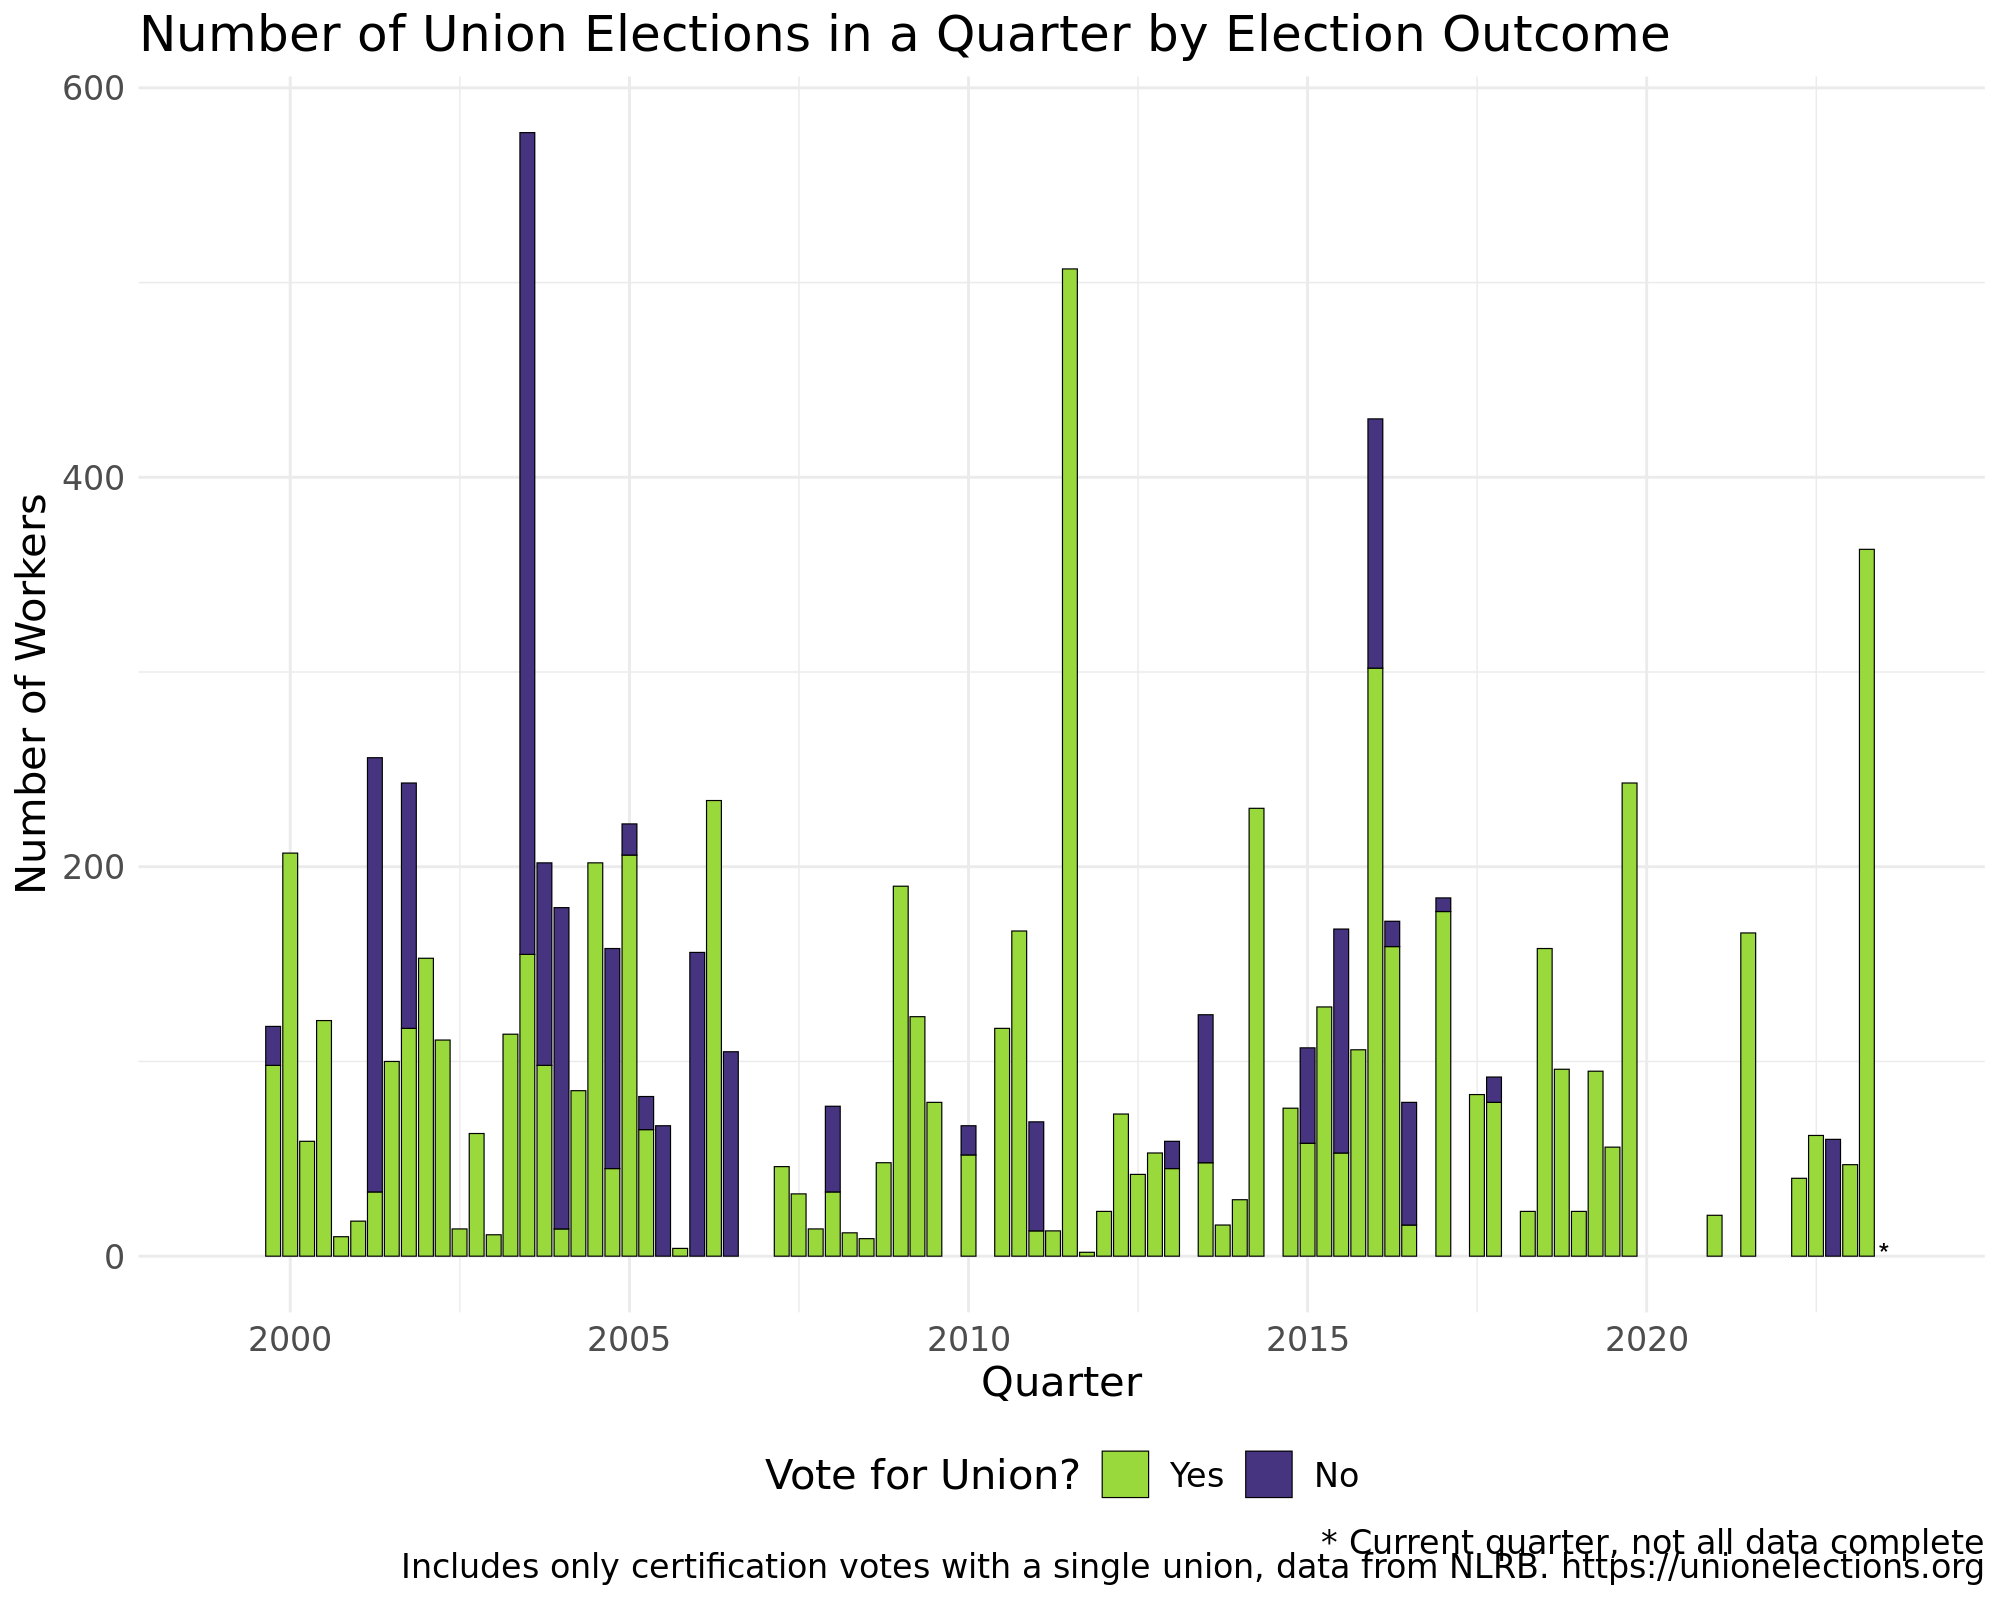 Number of Union Elections in a Quarter by Election Outcome
600
400
200
0
Number of Workers
*
2000 2005 2010 2015 2020
Quarter
Vote for Union? Yes No
* Current quarter, not all data complete
Includes only certification votes with a single union, data from NLRB. https://unionelections.org